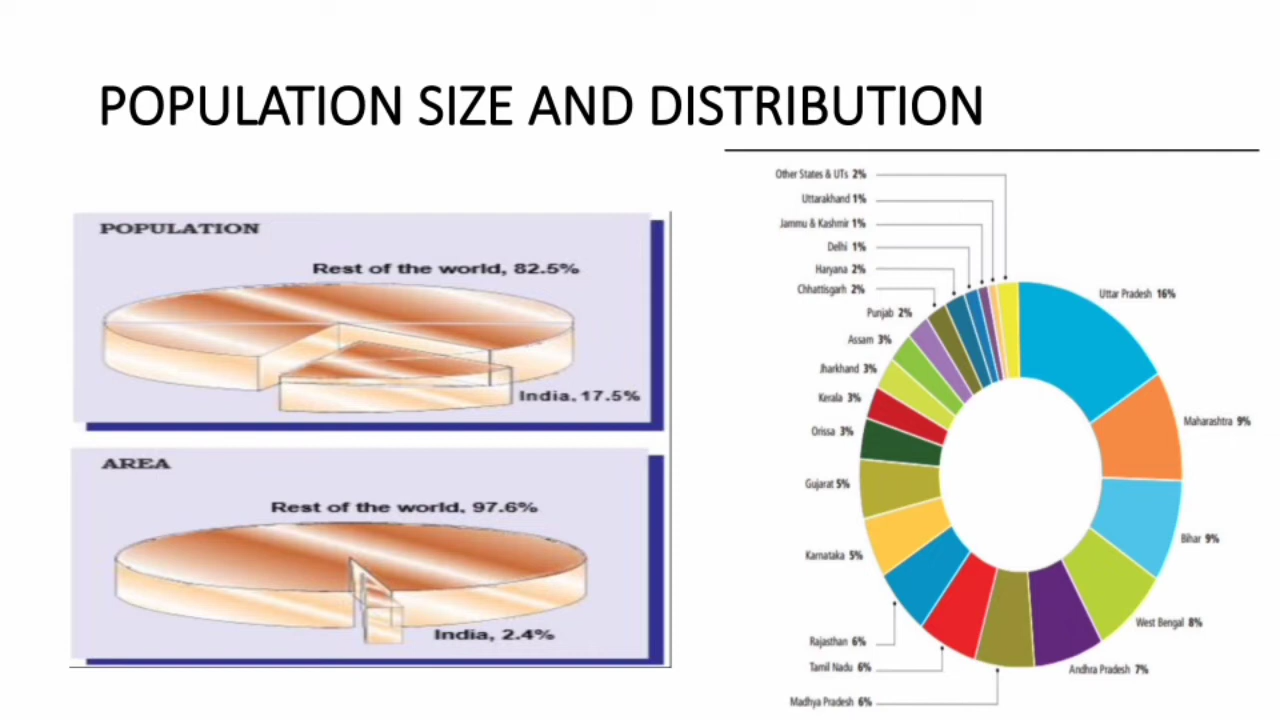 POPULATION SIZE AND DISTRIBUTION
POPULATION
Rest of the world, 82.5%
India, 17.5%
AREA
Rest of the world, 97.6%
India, 2.4%
Other States & UTs 2%
Uttarakhand 1%
Jammu & Kashmir 1%
Delhi 1%
Haryana 2%
Chhattisgarh 2%
Punjab 2%
Assam 3%
Jharkhand 3%
Kerala 3%
Orissa 3%
Gujarat 5%
Karnataka 5%
Rajasthan 6%
Tamil Nadu 6%
Madhya Pradesh 6%
Uttar Pradesh 16%
Maharashtra 9%
Bihar 9%
West Bengal 8%
Andhra Pradesh 7%